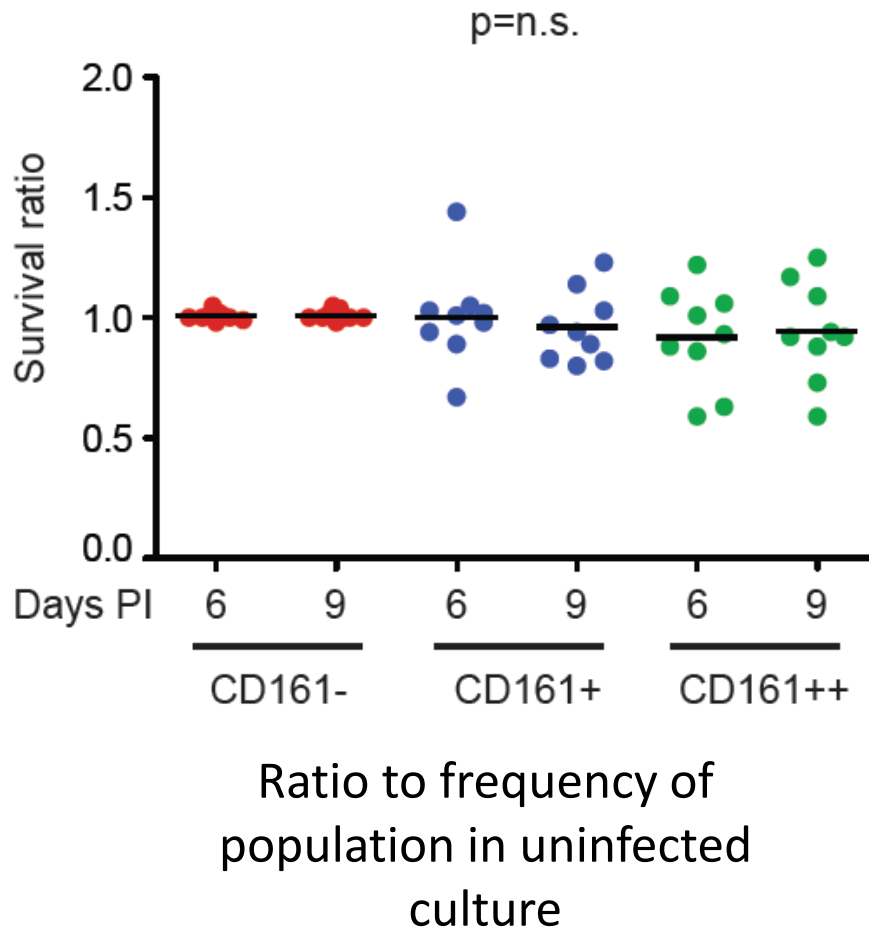 p=n.s.
Survival ratio
2.0
1.5
1.0
0.5
0.0
Days PI 6 9 6 9 6 9
CD161- CD161+ CD161++
Ratio to frequency of
population in uninfected
culture